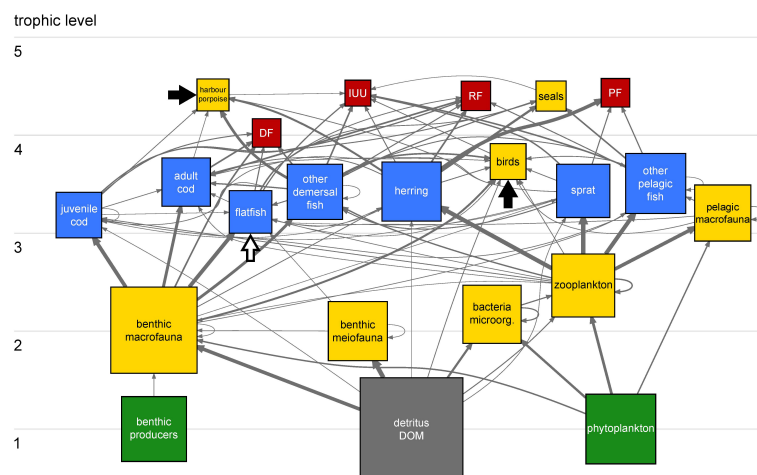 trophic level
5
harbour
porpoise
IUU
RF
seals
PF
DF
4
birds
adult
cod
other
demersal
fish
herring
sprat
other
pelagic
fish
juvenile
cod
flatfish
pelagic
macrofauna
3
zooplankton
benthic
macrofauna
benthic
meiofauna
bacteria
microorg.
2
benthic
producers
detritus
DOM
phytoplankton
1